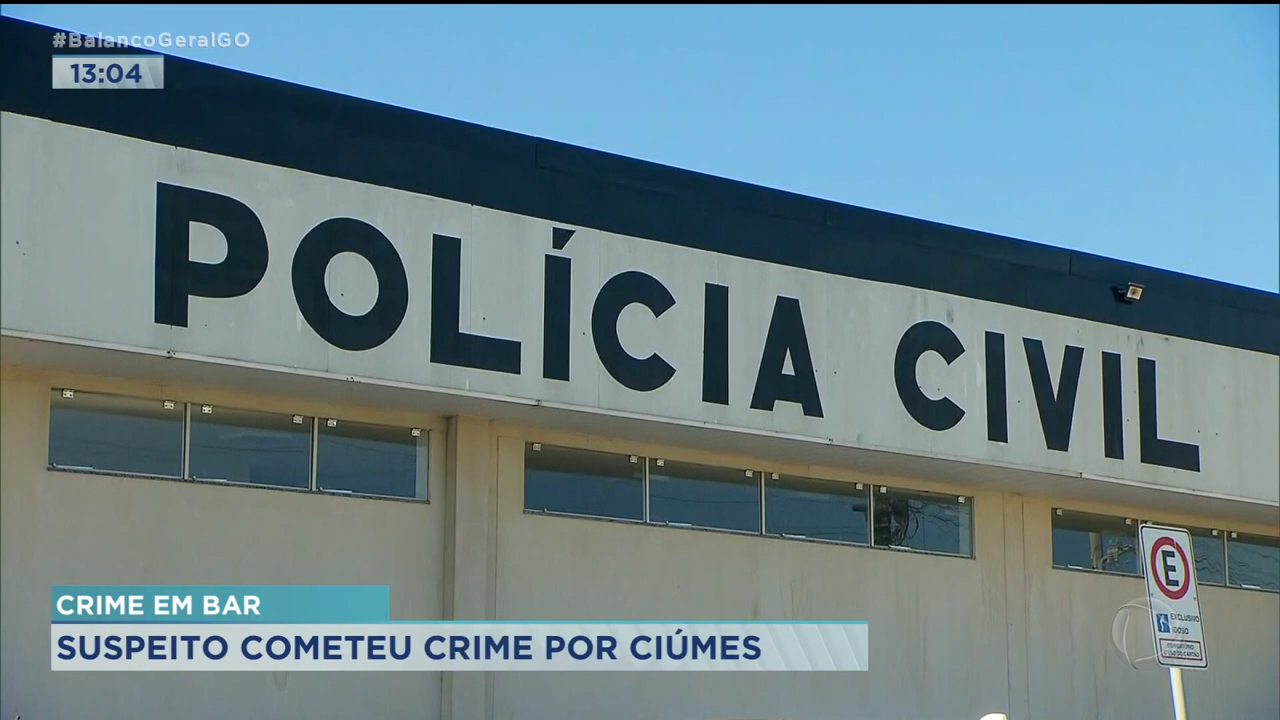 #BalancoGeralGO
13:04
POLÍCIA CIVIL
E
EXCLUSIVO
IDOSO
CRIME EM BAR
SUSPEITO COMETEU CRIME POR CIÚMES